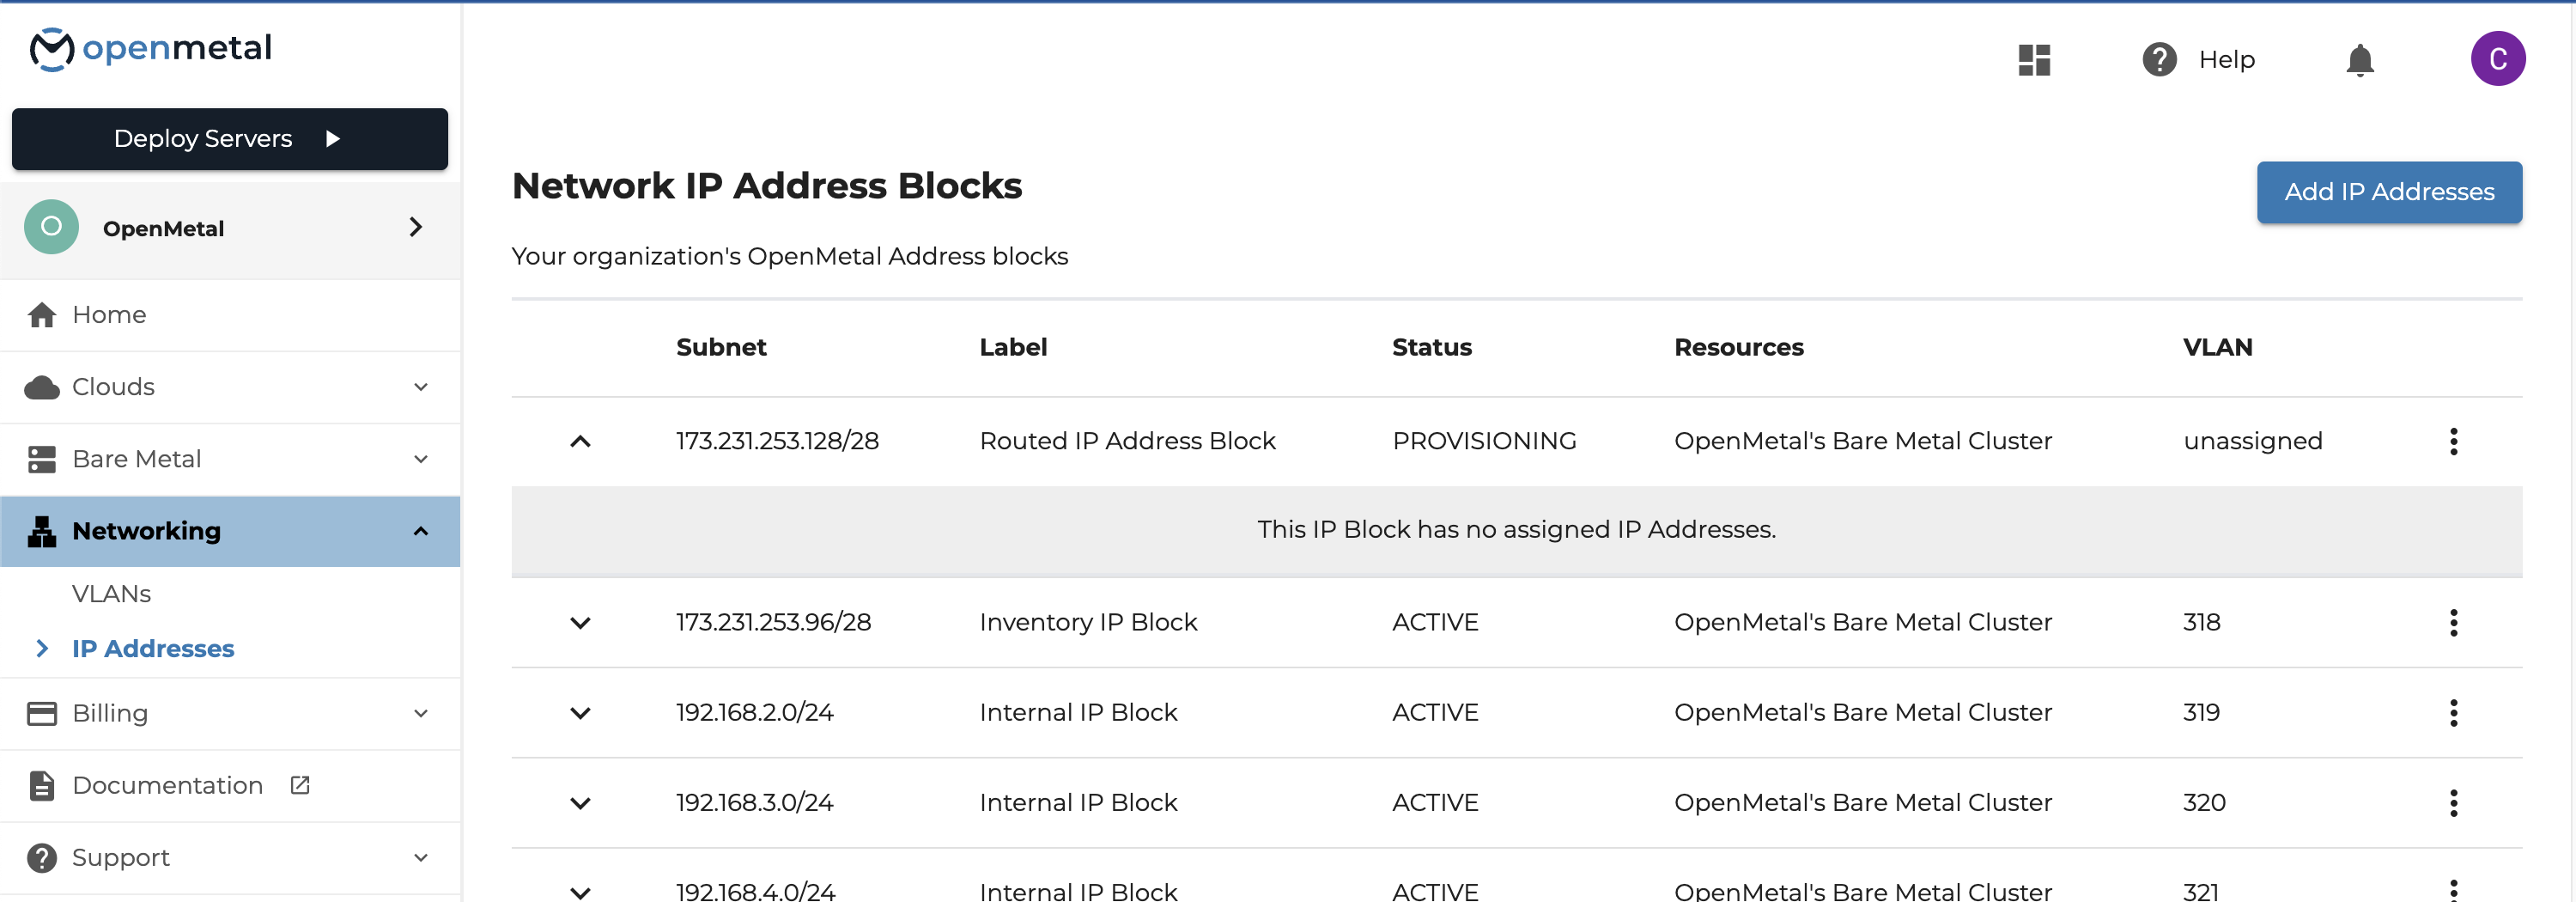 openmetal
Help
C
Deploy Servers
O OpenMetal
Home
Clouds
Bare Metal
Networking
VLANs
IP Addresses
Billing
Documentation
Support
Network IP Address Blocks
Add IP Addresses
Your organization's OpenMetal Address blocks
Subnet Label Status Resources VLAN
173.231.253.128/28 Routed IP Address Block PROVISIONING OpenMetal's Bare Metal Cluster unassigned
This IP Block has no assigned IP Addresses.
173.231.253.96/28 Inventory IP Block ACTIVE OpenMetal's Bare Metal Cluster 318
192.168.2.0/24 Internal IP Block ACTIVE OpenMetal's Bare Metal Cluster 319
192.168.3.0/24 Internal IP Block ACTIVE OpenMetal's Bare Metal Cluster 320
192.168.4.0/24 Internal IP Block ACTIVE OpenMetal's Bare Metal Cluster 321